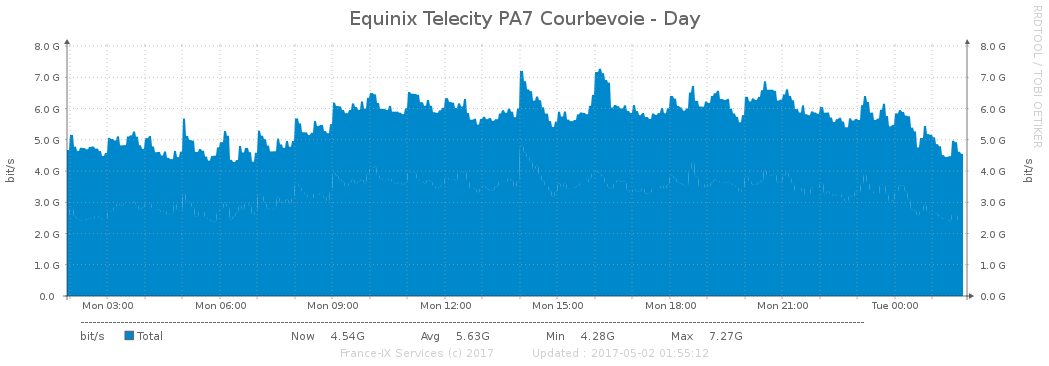 Equinix Telecity PA7 Courbevoie - Day
RRDTOOL / TOBI OETIKER
8.0 G 8.0 G
7.0 G 7.0 G
6.0 G 6.0 G
5.0 G 5.0 G
4.0 G 4.0 G
3.0 G 3.0 G
2.0 G 2.0 G
1.0 G 1.0 G
0.0 0.0 G
bit/s
bit/s
Mon 03:00 Mon 06:00 Mon 09:00 Mon 12:00 Mon 15:00 Mon 18:00 Mon 21:00 Tue 00:00
bit/s Total Now 4.54G Avg 5.63G Min 4.28G Max 7.27G
France-IX Services (c) 2017 Updated : 2017-05-02 01:55:12